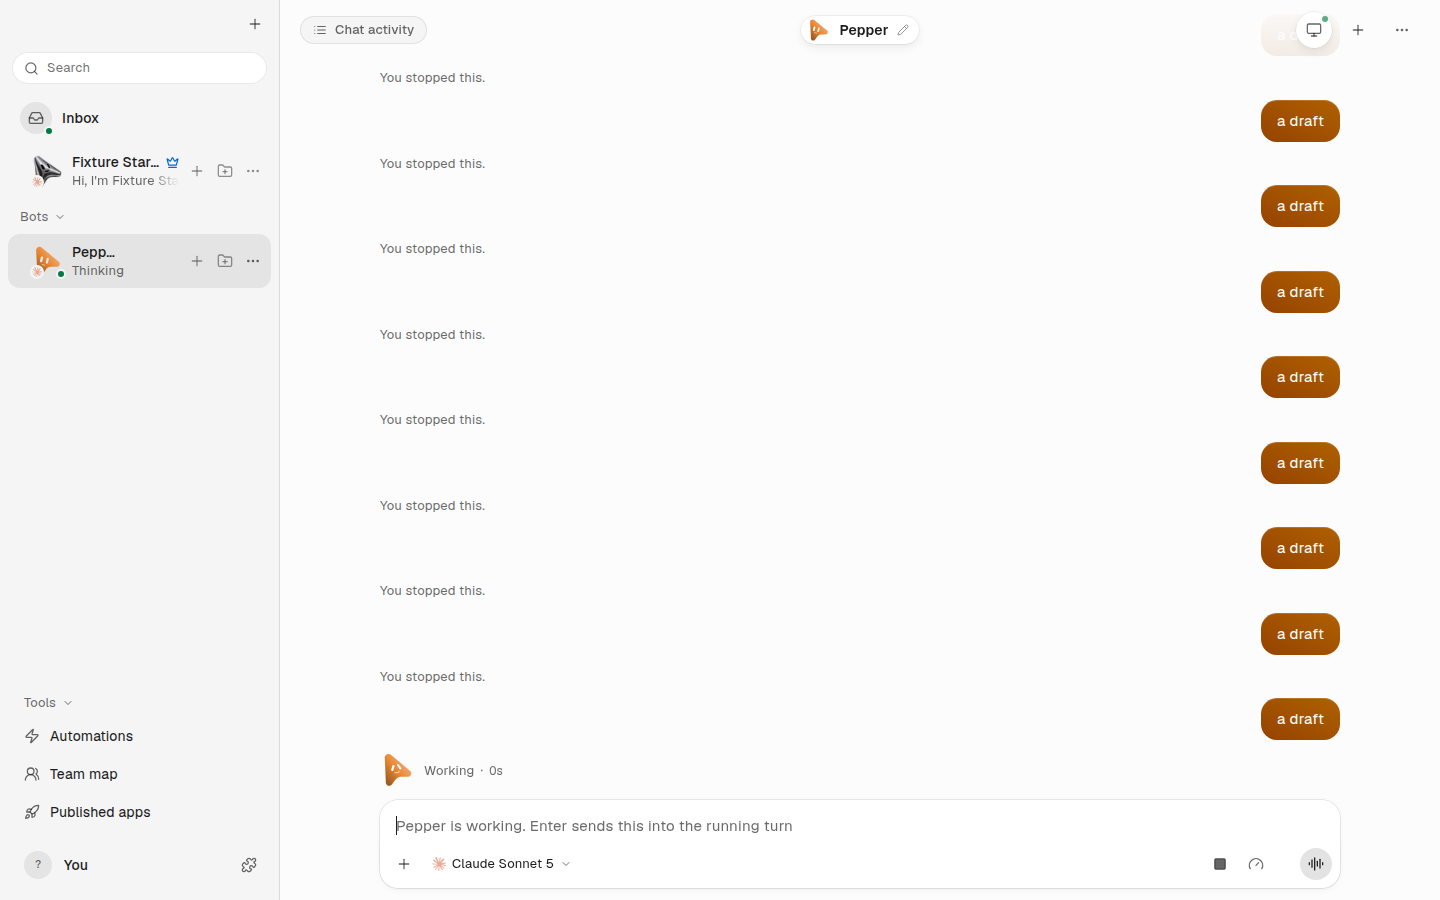 Search
Inbox
Fixture Star...
Hi, I'm Fixture Sta
Bots
Pepp...
Thinking
Tools
Automations
Team map
Published apps
?
You
Chat activity
Pepper
You stopped this.
a draft
You stopped this.
a draft
You stopped this.
a draft
You stopped this.
a draft
You stopped this.
a draft
You stopped this.
a draft
You stopped this.
a draft
You stopped this.
a draft
Working · 0s
Pepper is working. Enter sends this into the running turn
Claude Sonnet 5